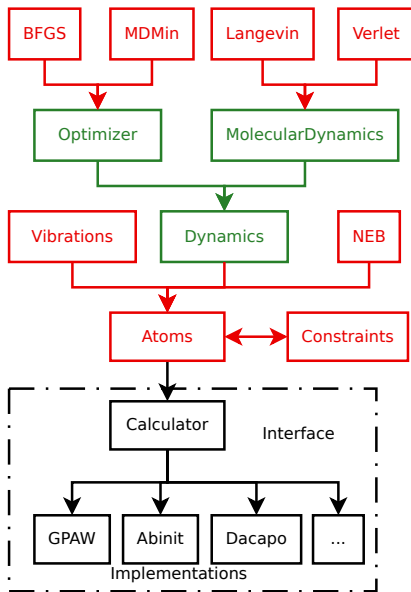 BFGS MDMin Langevin Verlet
Optimizer MolecularDynamics
Vibrations Dynamics NEB
Atoms Constraints
Calculator
Interface
GPAW Abinit Dacapo ...
Implementations